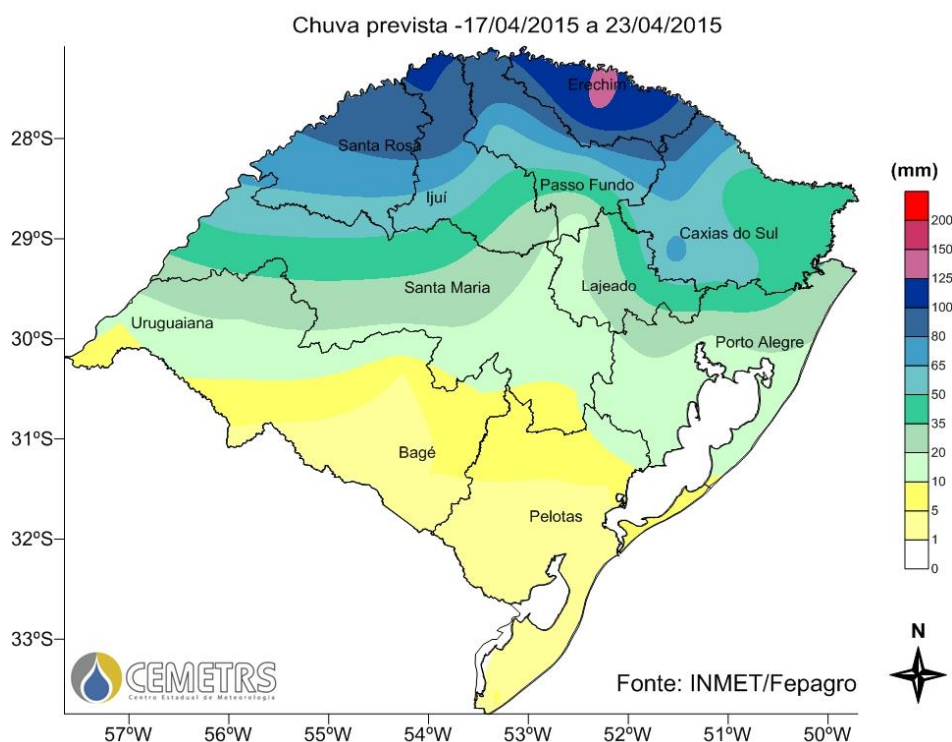 Chuva prevista -17/04/2015 a 23/04/2015
28ºS
29ºS
30ºS
31ºS
32ºS
33ºS
Erechim
Santa Rosa
Ijuí
Passo Fundo
Caxias do Sul
Santa Maria
Lajeado
Uruguaiana
Porto Alegre
Bagé
Pelotas
(mm)
200
150
125
100
80
65
50
35
20
10
5
1
0
N
CEMETRS
Centro Estadual de Meteorologia
Fonte: INMET/Fepagro
57ºW
56ºW
55ºW
54ºW
53ºW
52ºW
51ºW
50ºW